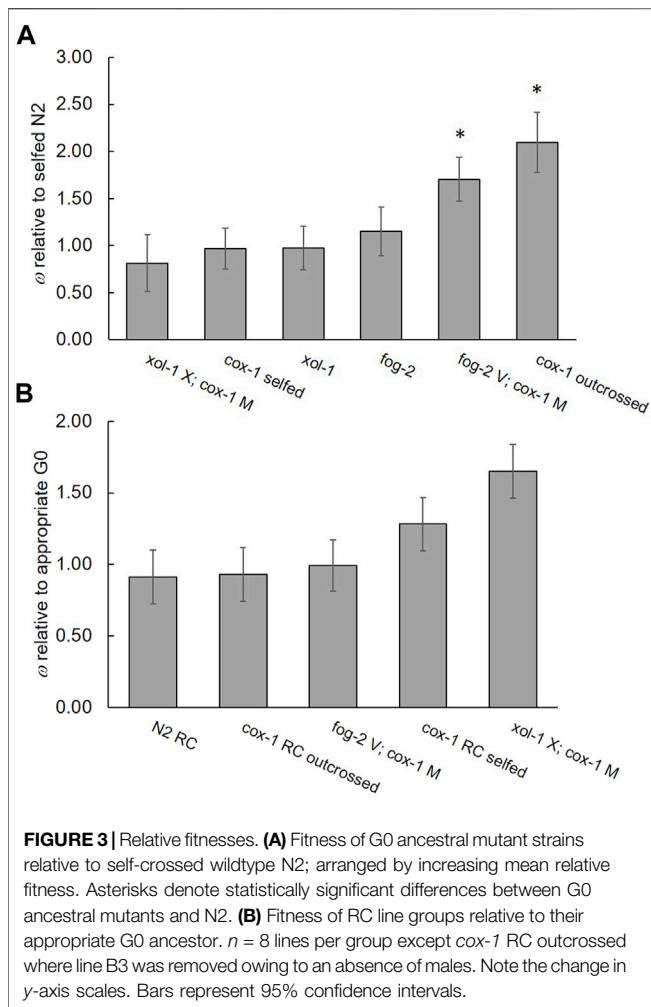 A
3.00
2.50
2.00
1.50
1.00
0.50
0.00
ω relative to selfed N2
*
*
xol-1 X; cox-1 M
cox-1 selfed
xol-1
fog-2
fog-2 V; cox-1 M
cox-1 outcrossed
B
2.00
1.50
1.00
0.50
0.00
ω relative to appropriate G0
N2 RC
cox-1 RC outcrossed
fog-2 V; cox-1 M
cox-1 RC selfed
xol-1 X; cox-1 M
FIGURE 3 | Relative fitnesses. (A) Fitness of G0 ancestral mutant strains
relative to self-crossed wildtype N2; arranged by increasing mean relative
fitness. Asterisks denote statistically significant differences between G0
ancestral mutants and N2. (B) Fitness of RC line groups relative to their
appropriate G0 ancestor. n = 8 lines per group except cox-1 RC outcrossed
where line B3 was removed owing to an absence of males. Note the change in
y-axis scales. Bars represent 95% confidence intervals.